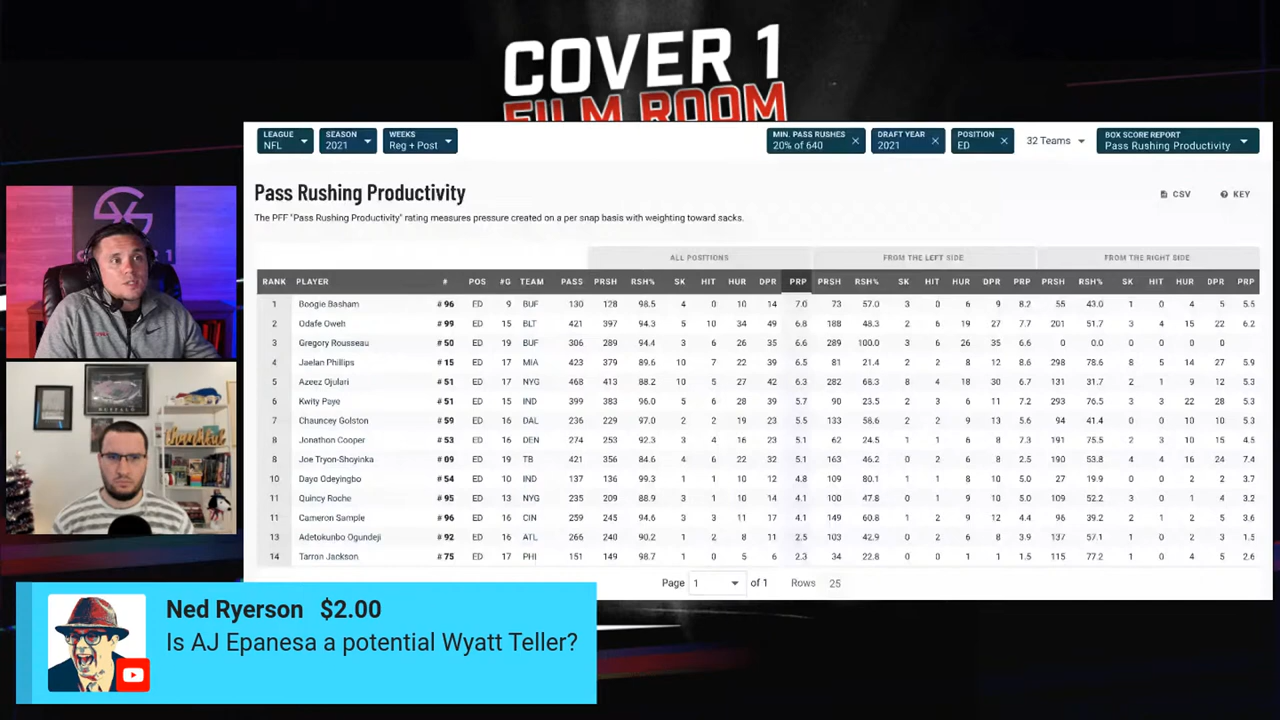 COVER 1
FILM ROOM
LEAGUE NFL SEASON 2021 WEEKS Reg + Post MIN. PASS RUSHES 20% of 640 DRAFT YEAR 2021 POSITION ED 32 Teams BOX SCORE REPORT Pass Rushing Productivity
Pass Rushing Productivity CSV KEY
The PFF "Pass Rushing Productivity" rating measures pressure created on a per snap basis with weighting toward sacks.
ALL POSITIONS FROM THE LEFT SIDE FROM THE RIGHT SIDE
RANK PLAYER # POS #G TEAM PASS PRSH RSH% SK HIT HUR DPR PRP PRSH RSH% SK HIT HUR DPR PRP PRSH RSH% SK HIT HUR DPR PRP
1 Boogie Basham # 96 ED 9 BUF 130 128 98.5 4 0 10 14 7.0 73 57.0 3 0 6 9 8.2 55 43.0 1 0 4 5 5.5
2 Odafe Oweh # 99 ED 15 BLT 421 397 94.3 5 10 34 49 6.8 188 48.3 2 6 19 27 7.7 201 51.7 3 4 15 22 6.2
3 Gregory Rousseau # 50 ED 19 BUF 306 289 94.4 3 6 26 35 6.6 289 100.0 3 6 26 35 6.6 0 0.0 0 0 0 0
4 Jaelan Phillips # 15 ED 17 MIA 423 379 89.6 10 7 22 39 6.5 81 21.4 2 2 8 12 8.6 298 78.6 8 5 14 27 5.9
5 Azeez Ojulari # 51 ED 17 NYG 468 413 88.2 10 5 27 42 6.3 282 68.3 8 4 18 30 6.7 131 31.7 2 1 9 12 5.3
6 Kwity Paye # 51 ED 15 IND 399 383 96.0 5 6 28 39 5.7 90 23.5 2 3 6 11 7.2 293 76.5 3 3 22 28 5.3
7 Chauncey Golston # 59 ED 16 DAL 236 229 97.0 2 2 19 23 5.5 133 58.6 2 2 9 13 5.6 94 41.4 0 0 10 10 5.3
8 Jonathon Cooper # 53 ED 16 DEN 274 253 92.3 3 4 16 23 5.1 62 24.5 1 1 6 8 7.3 191 75.5 2 3 10 15 4.5
8 Joe Tryon-Shoyinka # 09 ED 19 TB 421 356 84.6 4 6 22 32 5.1 163 46.2 0 2 6 8 2.5 190 53.8 4 4 16 24 7.4
10 Dayo Odeyingbo # 54 ED 10 IND 137 136 99.3 1 1 10 12 4.8 109 80.1 1 1 8 10 5.0 27 19.9 0 0 2 2 3.7
11 Quincy Roche # 95 ED 13 NYG 235 209 88.9 3 1 10 14 4.1 100 47.8 0 1 9 10 5.0 109 52.2 3 0 1 4 3.2
11 Cameron Sample # 96 ED 16 CIN 259 245 94.6 3 3 11 17 4.1 149 60.8 1 2 9 12 4.4 96 39.2 2 1 2 5 3.6
13 Adetokunbo Ogundeji # 92 ED 16 ATL 266 240 90.2 1 2 8 11 2.5 103 42.9 0 2 6 8 3.9 137 57.1 1 0 2 3 1.5
14 Tarron Jackson # 75 ED 17 PHI 151 149 98.7 1 0 5 6 2.3 34 22.8 0 0 1 1 1.5 115 77.2 1 0 4 5 2.6
Page 1 of 1 Rows 25
Ned Ryerson $2.00
Is AJ Epanesa a potential Wyatt Teller?